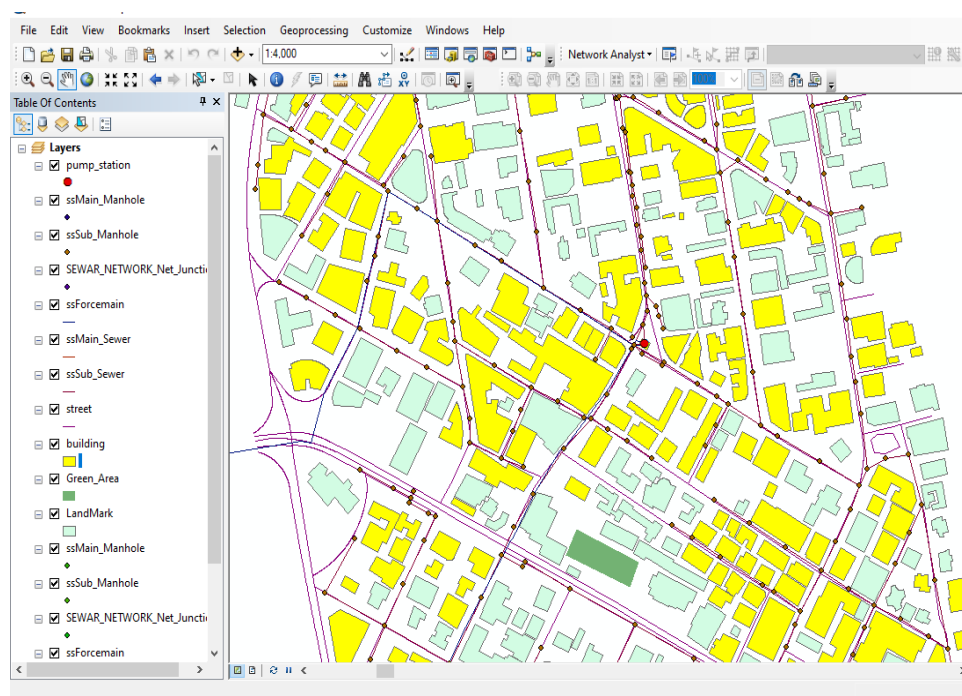 File Edit View Bookmarks Insert Selection Geoprocessing Customize Windows Help
1:4,000
Network Analyst
Table Of Contents
Layers
pump_station
ssMain_Manhole
ssSub_Manhole
SEWAR_NETWORK_Net_Juncti
ssForcemain
ssMain_Sewer
ssSub_Sewer
street
building
Green_Area
LandMark
ssMain_Manhole
ssSub_Manhole
SEWAR_NETWORK_Net_Juncti
ssForcemain